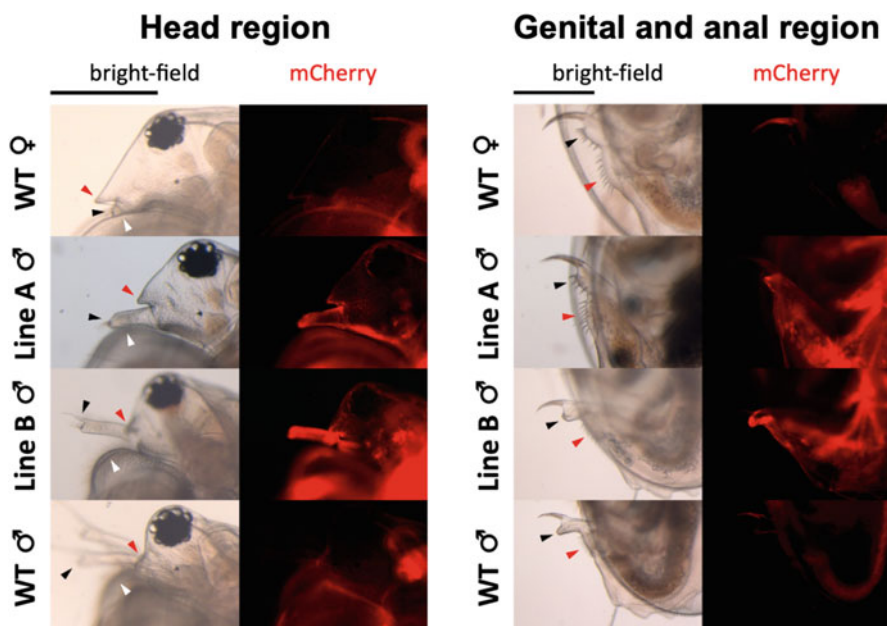 Head region
Genital and anal region
bright-field
mCherry
bright-field
mCherry
WT ♀
Line A ♂
Line B ♂
WT ♂
WT ♀
Line A ♂
Line B ♂
WT ♂